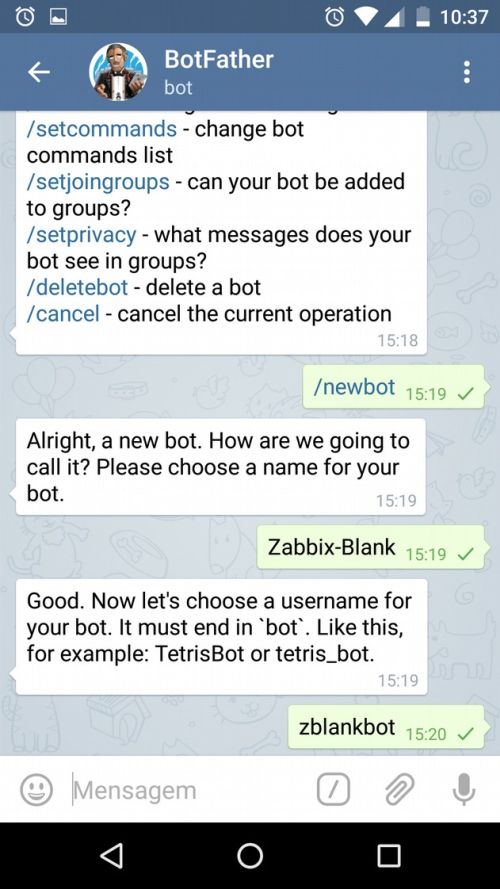 10:37
BotFather
bot
/setcommands - change bot
commands list
/setjoingroups - can your bot be added
to groups?
/setprivacy - what messages does your
bot see in groups?
/deletebot - delete a bot
/cancel - cancel the current operation
15:18
/newbot 15:19
Alright, a new bot. How are we going to
call it? Please choose a name for your
bot.
15:19
Zabbix-Blank 15:19
Good. Now let's choose a username for
your bot. It must end in `bot`. Like this,
for example: TetrisBot or tetris_bot.
15:19
zblankbot 15:20
Mensagem